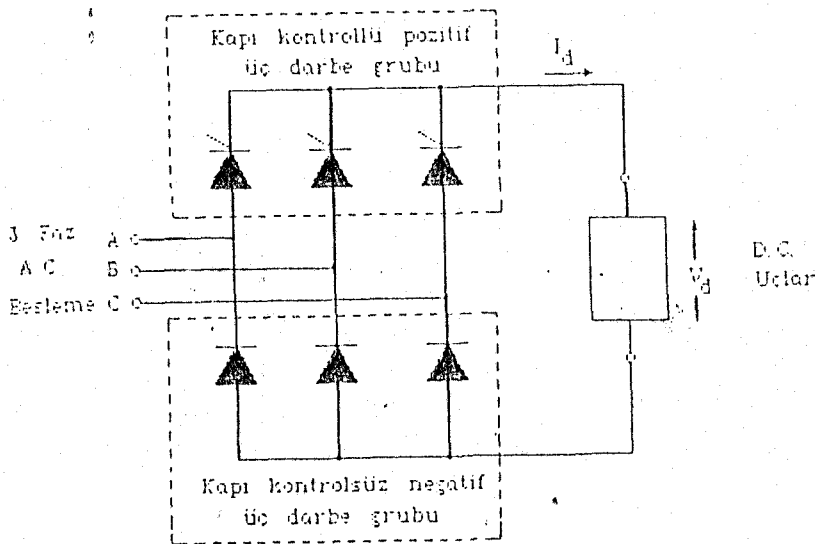 Kapı kontrollü pozitif
üç darbe grubu
I_d
3 Faz A
A C B
Besleme C
V_d
D.C.
Uçlar
Kapı kontrolsüz negatif
üç darbe grubu